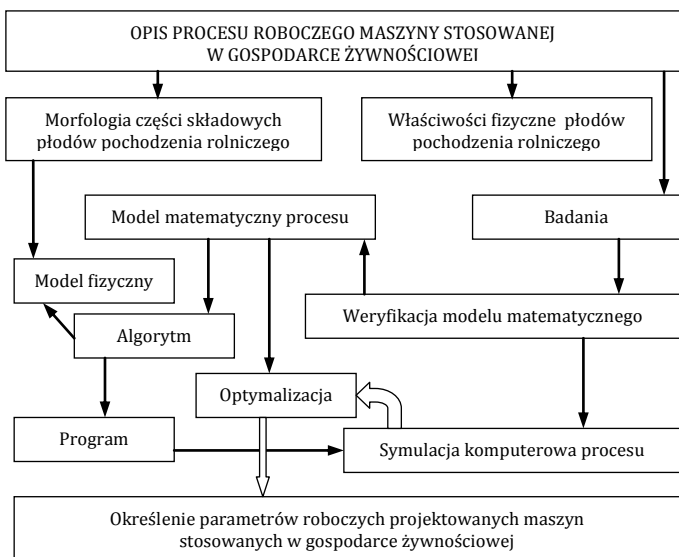 OPIS PROCESU ROBOCZEGO MASZYNY STOSOWANEJ
W GOSPODARCE ŻYWNOŚCIOWEJ
Morfologia części składowych
płodów pochodzenia rolniczego
Właściwości fizyczne płodów
pochodzenia rolniczego
Model matematyczny procesu
Badania
Model fizyczny
Weryfikacja modelu matematycznego
Algorytm
Optymalizacja
Program
Symulacja komputerowa procesu
Określenie parametrów roboczych projektowanych maszyn
stosowanych w gospodarce żywnościowej